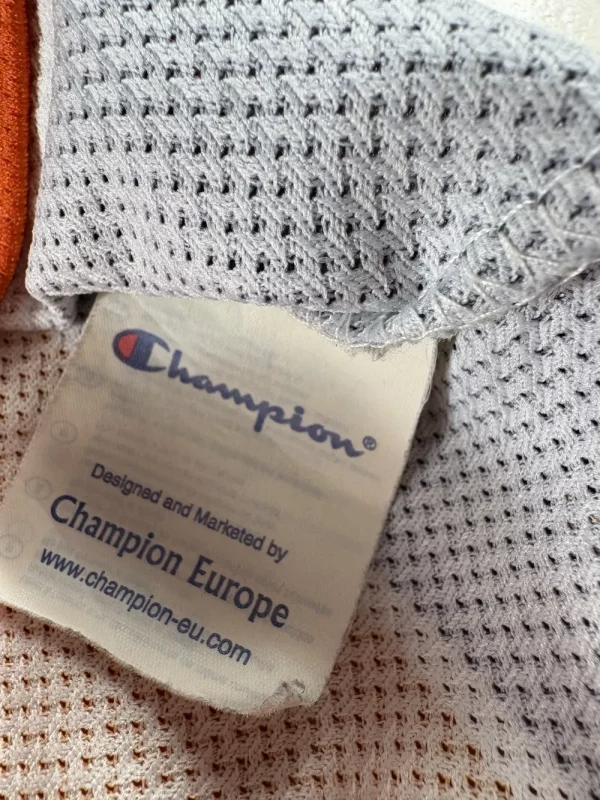 Champion®
Designed and Marketed by
Champion Europe
www.champion-eu.com